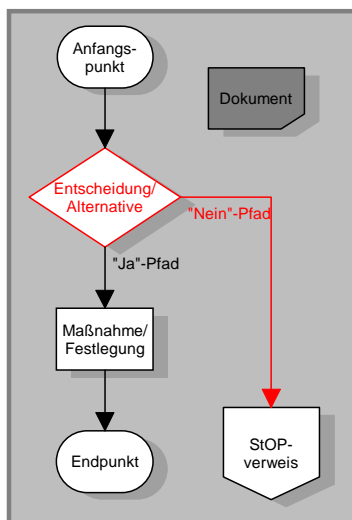 Anfangs-
punkt
Dokument
Entscheidung/
Alternative
"Nein"-Pfad
"Ja"-Pfad
Maßnahme/
Festlegung
Endpunkt
StOP-
verweis